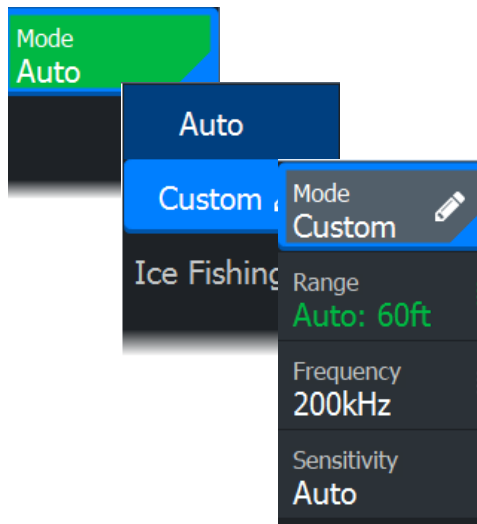 Mode
Auto
Auto
Custom
Ice Fishing
Mode
Custom
Range
Auto: 60ft
Frequency
200kHz
Sensitivity
Auto